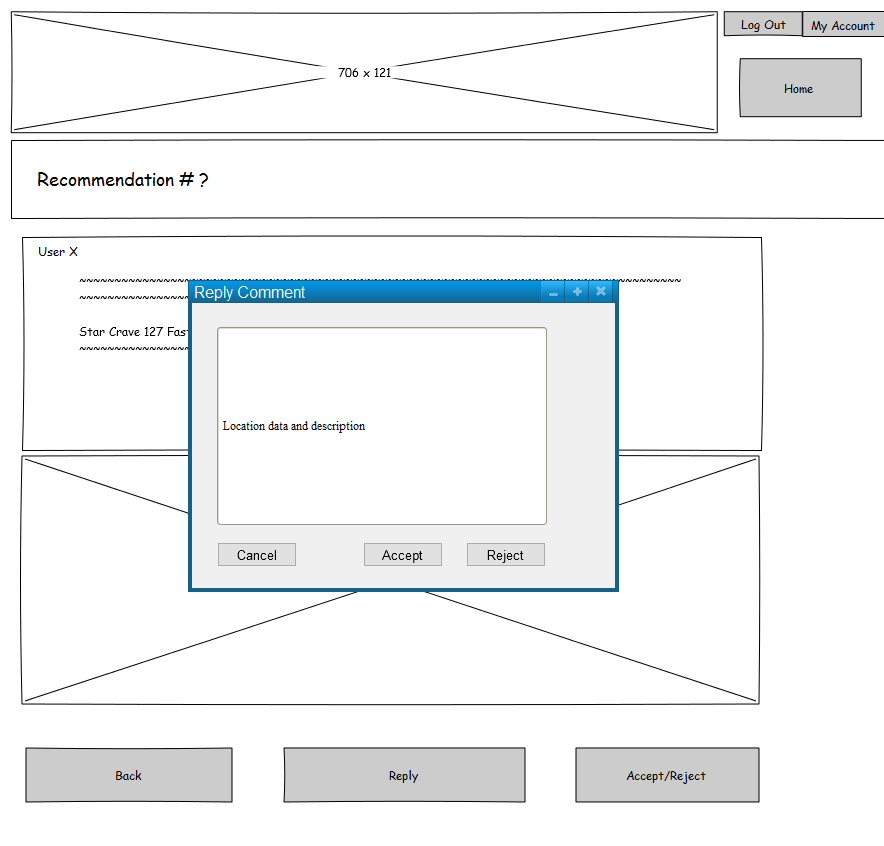 Log Out
My Account
706 x 121
Home
Recommendation # ?
User X
Star Crave 127 Fas
Reply Comment
Location data and description
Cancel
Accept
Reject
Back
Reply
Accept/Reject